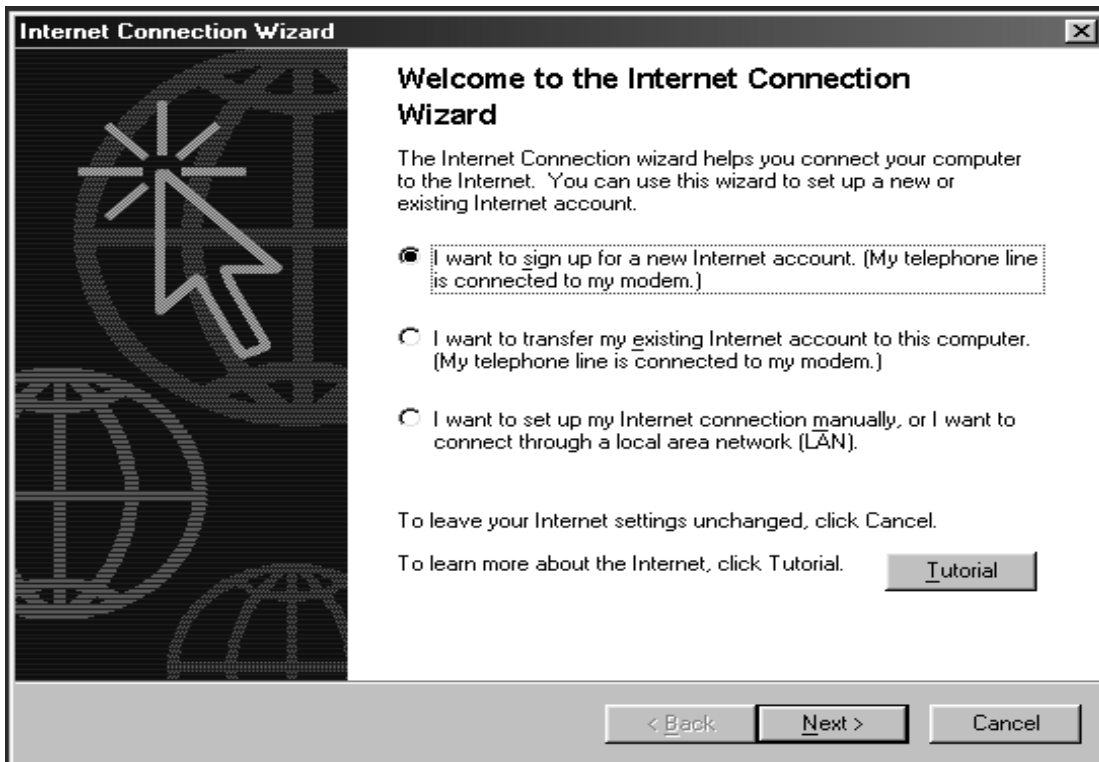 Internet Connection Wizard
Welcome to the Internet Connection
Wizard
The Internet Connection wizard helps you connect your computer
to the Internet. You can use this wizard to set up a new or
existing Internet account.
I want to sign up for a new Internet account. (My telephone line
is connected to my modem.)
I want to transfer my existing Internet account to this computer.
(My telephone line is connected to my modem.)
I want to set up my Internet connection manually, or I want to
connect through a local area network (LAN).
To leave your Internet settings unchanged, click Cancel.
To learn more about the Internet, click Tutorial.
Tutorial
< Back
Next >
Cancel